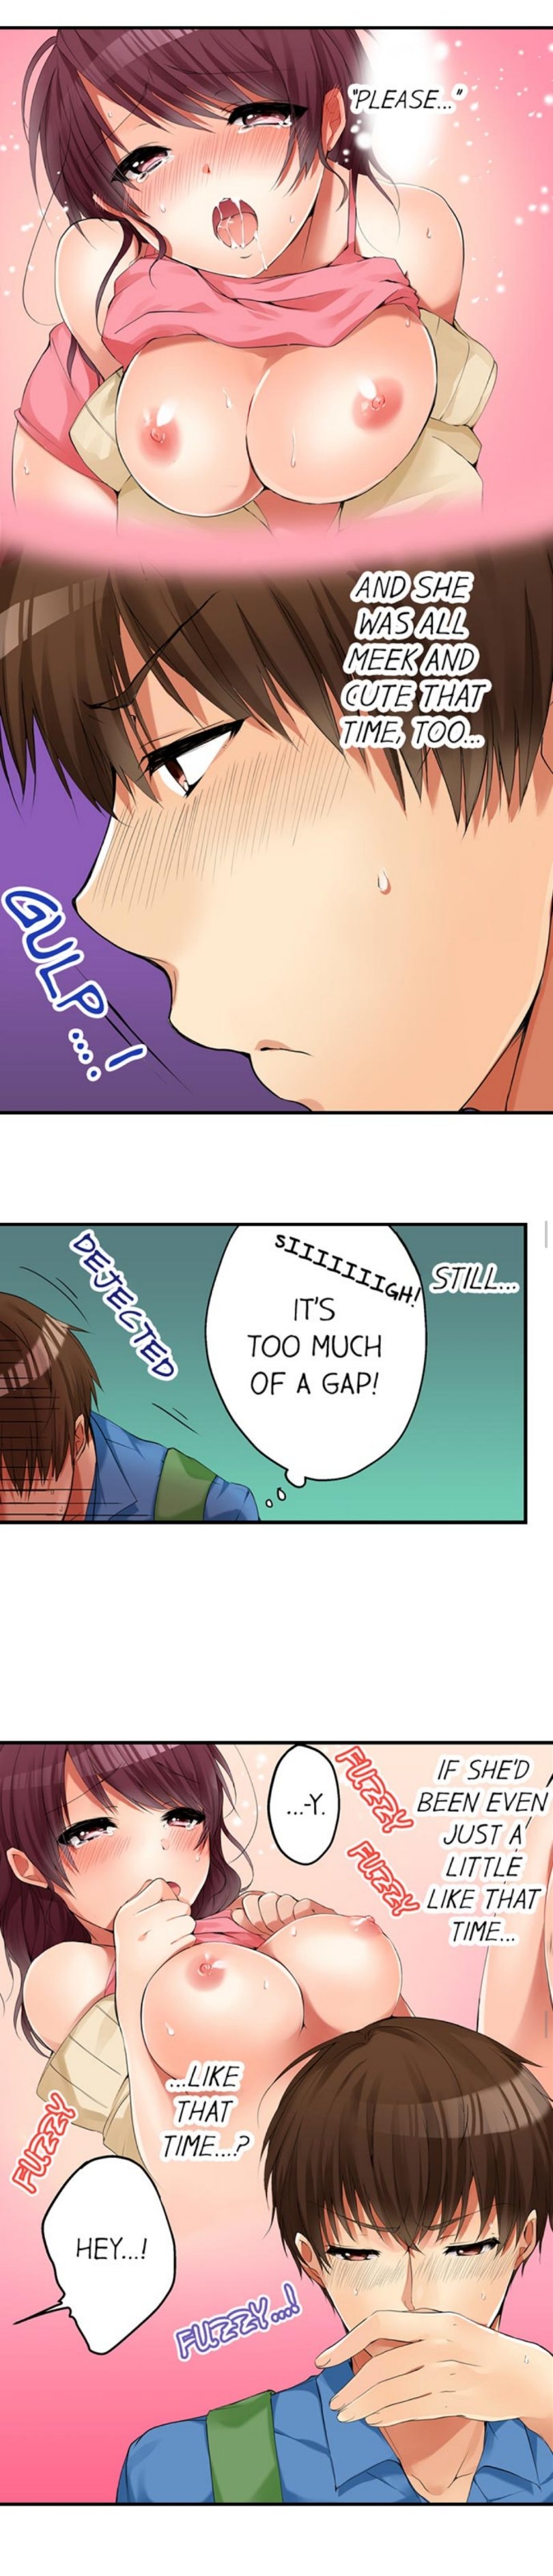 "PLEASE..."
AND SHE
WAS ALL
MEEK AND
CUTE THAT
TIME, TOO...
GULP...!
DEJECTED
SIIIIIIIGH!
IT'S
TOO MUCH
OF A GAP!
STILL...
IF SHE'D
BEEN EVEN
JUST A
LITTLE
LIKE THAT
TIME...
FUZZY
FUZZY
...-Y.
...LIKE
THAT
TIME...?
FUZZY
HEY...!
FUZZY...!